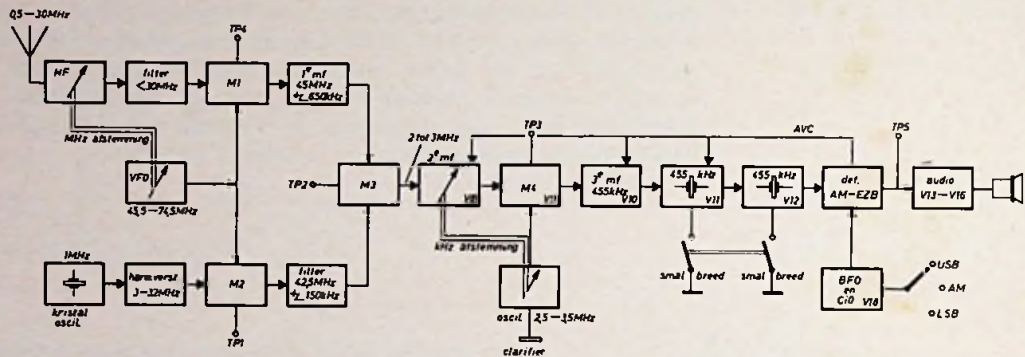 0,5–30MHz
HF
filter
<30MHz
TP4
M1
1e mf
45MHz
+/- 650kHz
MHz afstemming
VFO
45,5–74,5MHz
TP2
M3
2 tot 3MHz
2e mf
TP3
M4
AVC
3e mf
455kHz
V10
455 kHz
V11
455 kHz
V12
det.
AM-EZB
TP5
audio
V13–V16
1MHz
kristal
oscil.
3–32MHz
M2
TP1
filter
42,5MHz
+/- 150kHz
kHz afstemming
oscil.
2,5–3,5MHz
clarifier
smal breed
smal breed
BFO
en
CiO
V18
USB
AM
LSB